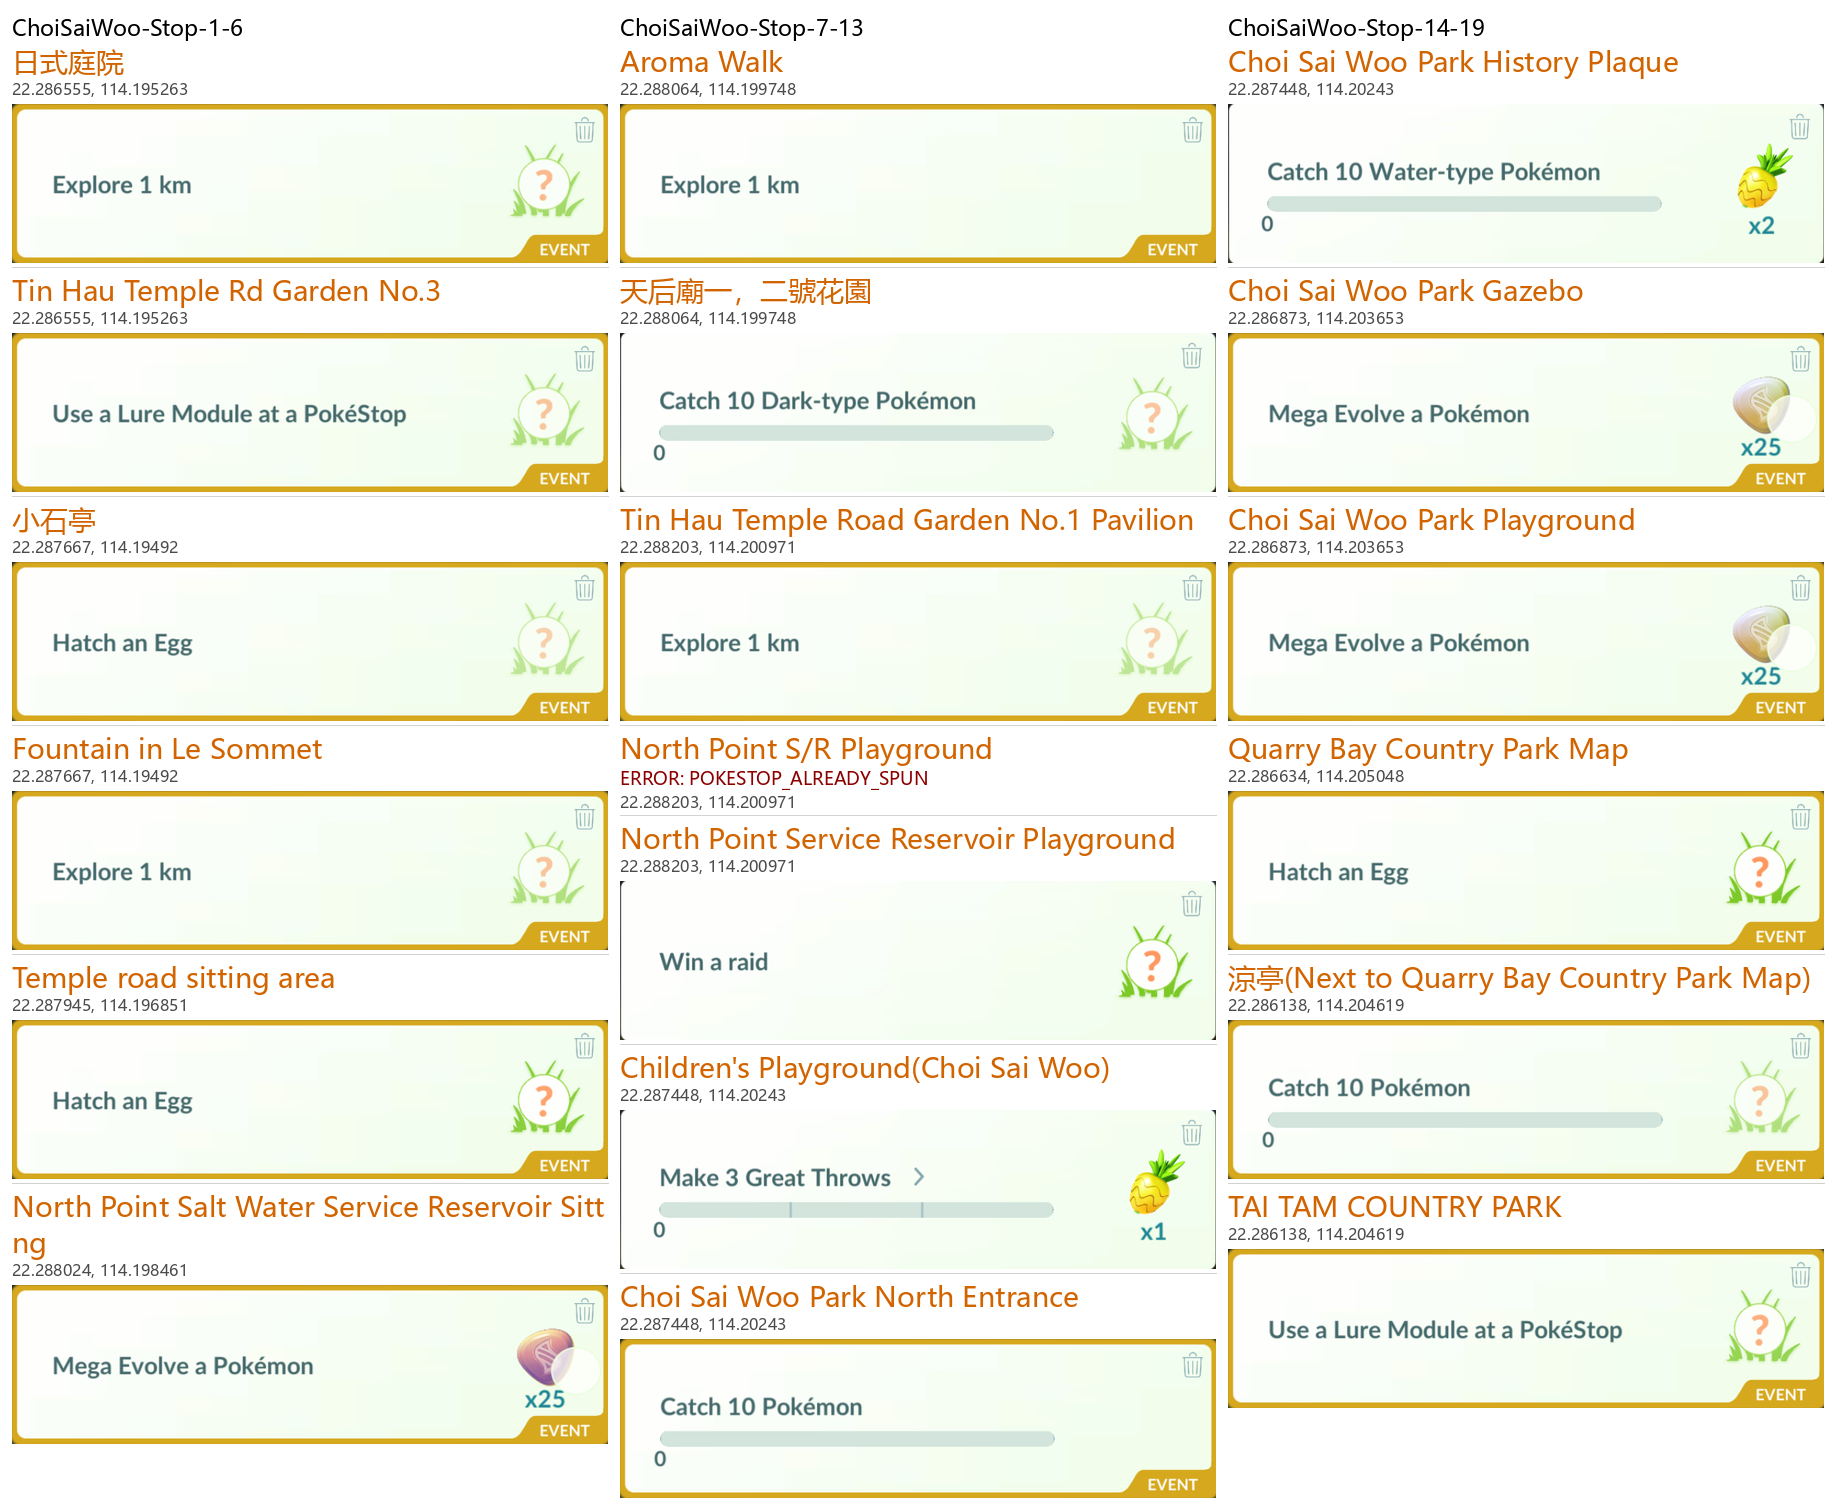 ChoiSaiWoo-Stop-1-6
日式庭院
22.286555, 114.195263
Explore 1 km
?
EVENT
Tin Hau Temple Rd Garden No.3
22.286555, 114.195263
Use a Lure Module at a PokéStop
?
EVENT
小石亭
22.287667, 114.19492
Hatch an Egg
?
EVENT
Fountain in Le Sommet
22.287667, 114.19492
Explore 1 km
?
EVENT
Temple road sitting area
22.287945, 114.196851
Hatch an Egg
?
EVENT
North Point Salt Water Service Reservoir Sitt
ng
22.288024, 114.198461
Mega Evolve a Pokémon
x25
EVENT
ChoiSaiWoo-Stop-7-13
Aroma Walk
22.288064, 114.199748
Explore 1 km
EVENT
天后廟一，二號花園
22.288064, 114.199748
Catch 10 Dark-type Pokémon
?
0
Tin Hau Temple Road Garden No.1 Pavilion
22.288203, 114.200971
Explore 1 km
?
EVENT
North Point S/R Playground
ERROR: POKESTOP_ALREADY_SPUN
22.288203, 114.200971
North Point Service Reservoir Playground
22.288203, 114.200971
Win a raid
?
Children's Playground(Choi Sai Woo)
22.287448, 114.20243
Make 3 Great Throws >
0
x1
Choi Sai Woo Park North Entrance
22.287448, 114.20243
Catch 10 Pokémon
0
EVENT
ChoiSaiWoo-Stop-14-19
Choi Sai Woo Park History Plaque
22.287448, 114.20243
Catch 10 Water-type Pokémon
0
x2
Choi Sai Woo Park Gazebo
22.286873, 114.203653
Mega Evolve a Pokémon
x25
EVENT
Choi Sai Woo Park Playground
22.286873, 114.203653
Mega Evolve a Pokémon
x25
EVENT
Quarry Bay Country Park Map
22.286634, 114.205048
Hatch an Egg
?
EVENT
涼亭(Next to Quarry Bay Country Park Map)
22.286138, 114.204619
Catch 10 Pokémon
?
0
EVENT
TAI TAM COUNTRY PARK
22.286138, 114.204619
Use a Lure Module at a PokéStop
?
EVENT